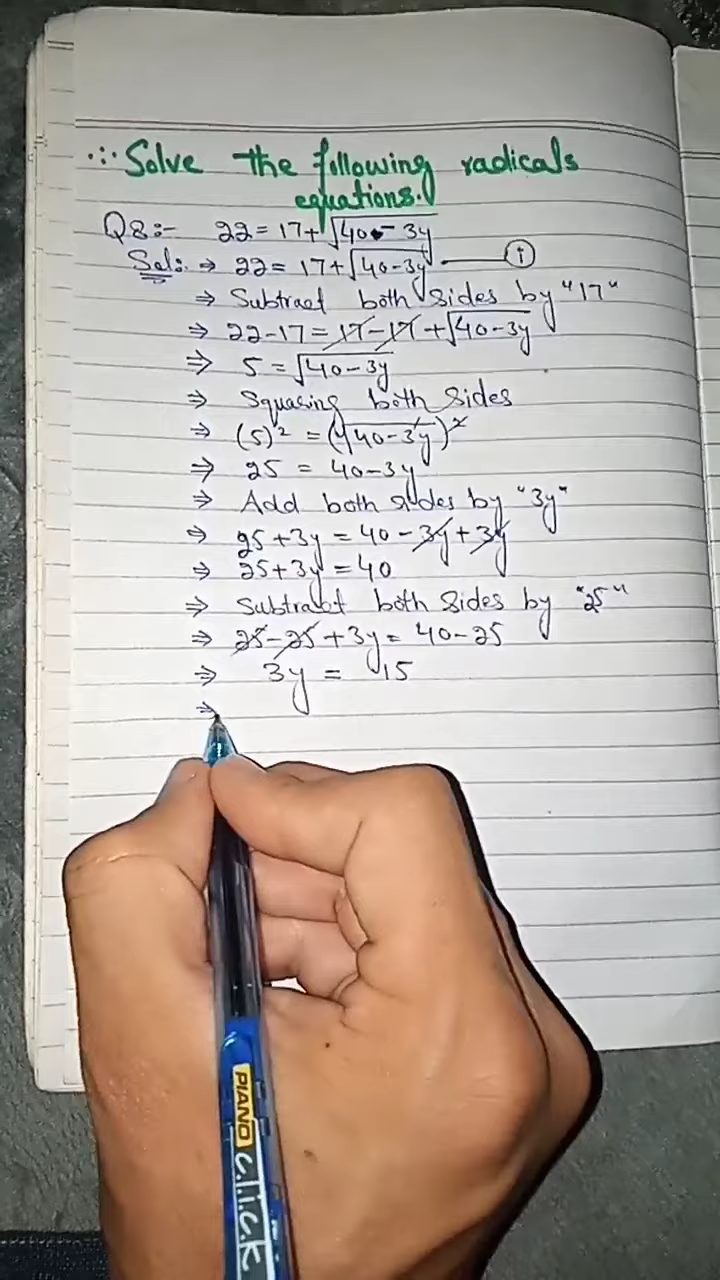 ∴ Solve the following radicals
equations.
Q8:- 22 = 17+√40-3y
Sol:. ⇒ 22 = 17+√40-3y — (i)
⇒ Subtract both sides by "17"
⇒ 22-17 = 17-17+√40-3y
⇒ 5 = √40-3y
⇒ Squaring both sides
⇒ (5)² = (√40-3y)²
⇒ 25 = 40-3y
⇒ Add both sides by "3y"
⇒ 25+3y = 40-3y+3y
⇒ 25+3y = 40
⇒ Subtract both sides by "25"
⇒ 25-25+3y = 40-25
⇒ 3y = 15
⇒
PIANO
c.l.i.c.k